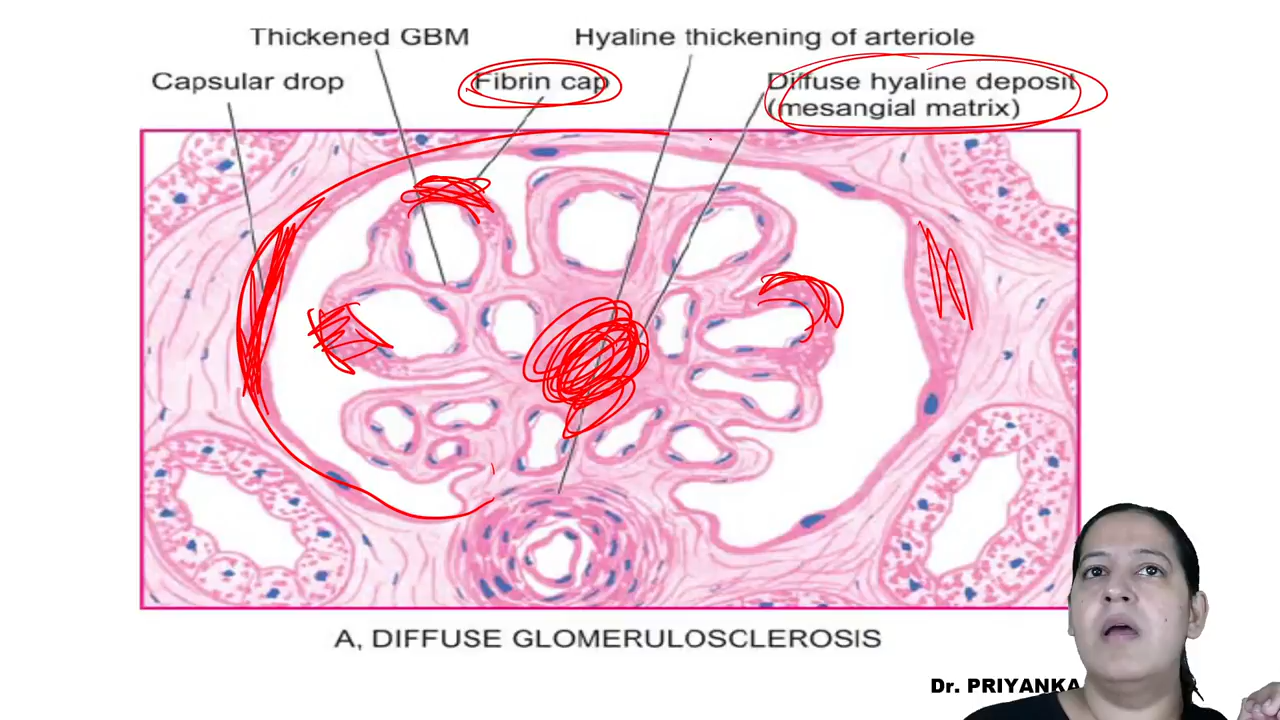 Thickened GBM
Hyaline thickening of arteriole
Capsular drop
Fibrin cap
Diffuse hyaline deposit
(mesangial matrix)
A, DIFFUSE GLOMERULOSCLEROSIS
Dr. PRIYANKA